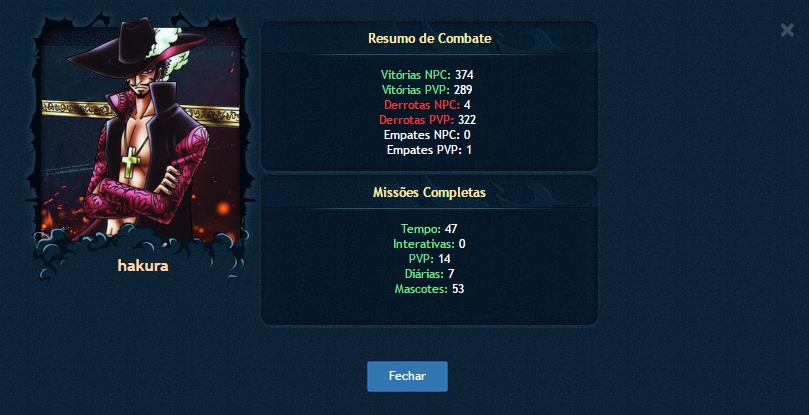 Resumo de Combate
Vitórias NPC: 374
Vitórias PVP: 289
Derrotas NPC: 4
Derrotas PVP: 322
Empates NPC: 0
Empates PVP: 1
Missões Completas
Tempo: 47
Interativas: 0
PVP: 14
Diárias: 7
Mascotes: 53
hakura
Fechar